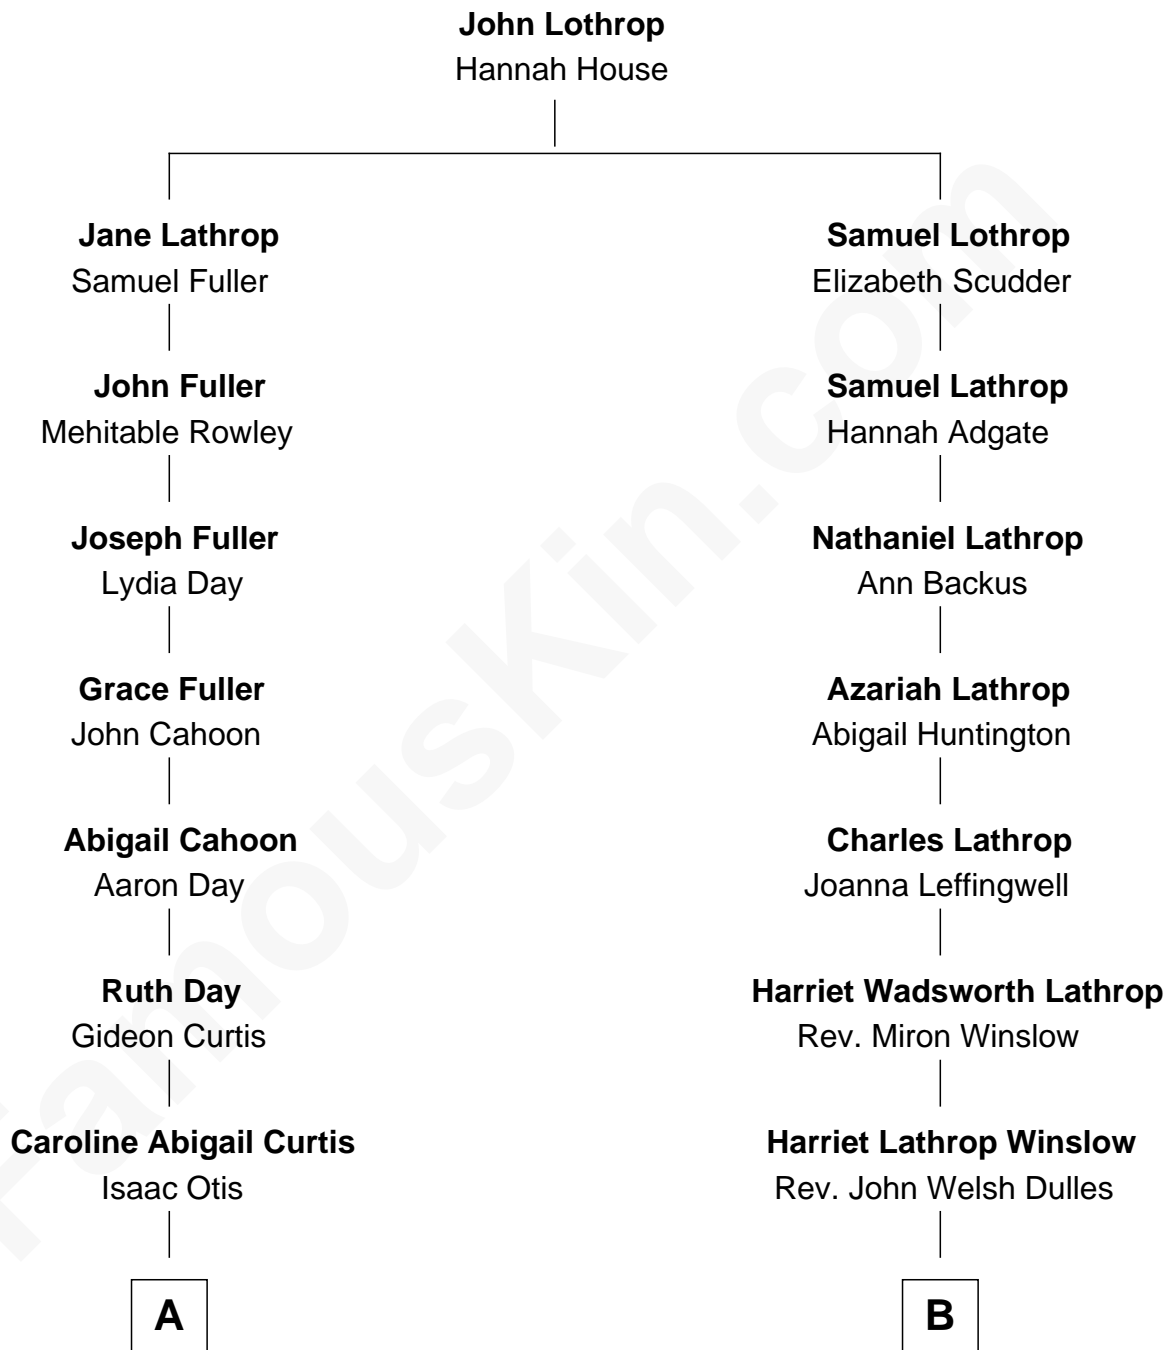 John Lothrop
Hannah House
Jane Lathrop
Samuel Fuller
Samuel Lothrop
Elizabeth Scudder
John Fuller
Mehitable Rowley
Samuel Lathrop
Hannah Adgate
Joseph Fuller
Lydia Day
Nathaniel Lathrop
Ann Backus
Grace Fuller
John Cahoon
Azariah Lathrop
Abigail Huntington
Abigail Cahoon
Aaron Day
Charles Lathrop
Joanna Leffingwell
Ruth Day
Gideon Curtis
Harriet Wadsworth Lathrop
Rev. Miron Winslow
Caroline Abigail Curtis
Isaac Otis
Harriet Lathrop Winslow
Rev. John Welsh Dulles
A
B
FamousKin.com